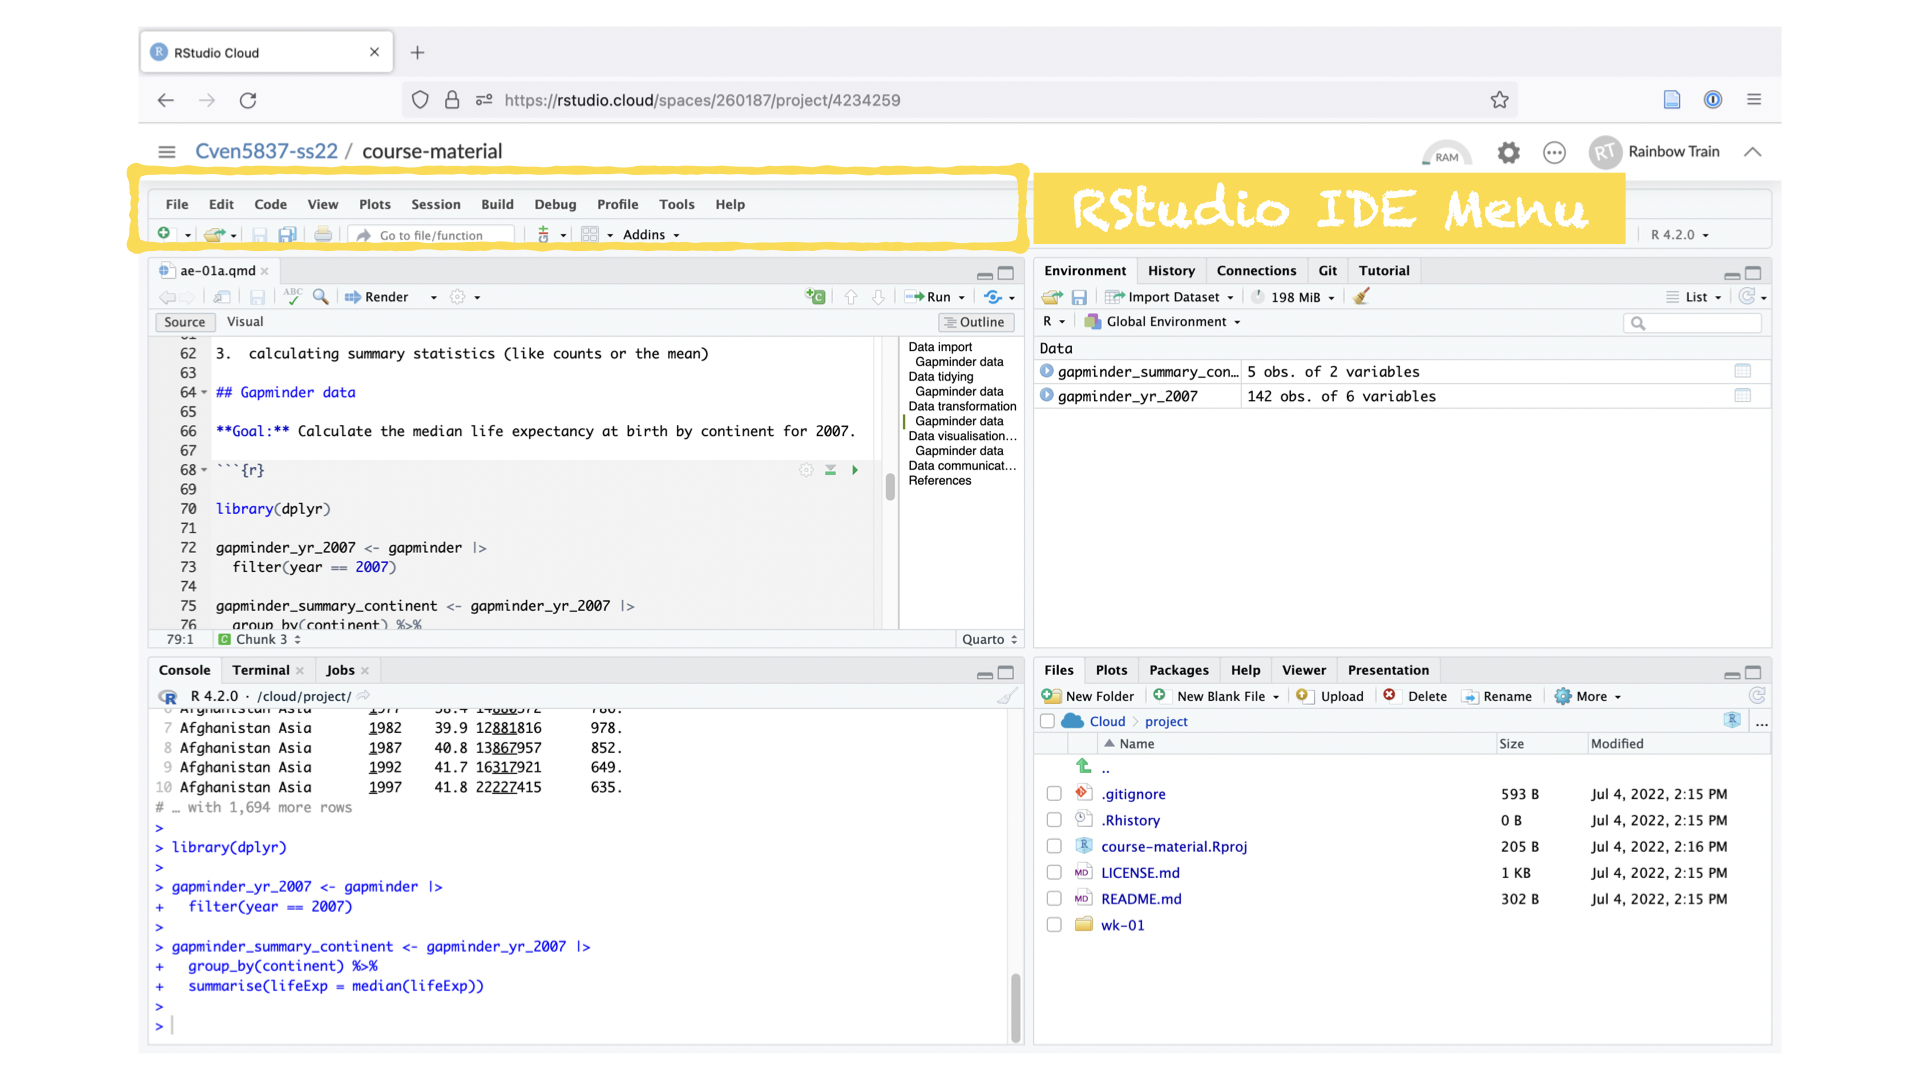 RStudio Cloud
https://rstudio.cloud/spaces/260187/project/4234259
Cven5837-ss22 / course-material
RAM
RT Rainbow Train
File Edit Code View Plots Session Build Debug Profile Tools Help
RStudio IDE Menu
Go to file/function Addins
R 4.2.0
ae-01a.qmd
ABC Render Run
Source Visual Outline
62 3. calculating summary statistics (like counts or the mean)
63
64 ## Gapminder data
65
66 **Goal:** Calculate the median life expectancy at birth by continent for 2007.
67
68 ```{r}
69
70 library(dplyr)
71
72 gapminder_yr_2007 <- gapminder |>
73 filter(year == 2007)
74
75 gapminder_summary_continent <- gapminder_yr_2007 |>
76 group_by(continent) %>%
79:1 Chunk 3 Quarto
Data import
Gapminder data
Data tidying
Gapminder data
Data transformation
Gapminder data
Data visualisation...
Gapminder data
Data communicat...
References
Environment History Connections Git Tutorial
Import Dataset 198 MiB List
R Global Environment
Data
gapminder_summary_con... 5 obs. of 2 variables
gapminder_yr_2007 142 obs. of 6 variables
Console Terminal Jobs
R 4.2.0 · /cloud/project/
6 Afghanistan Asia 1977 38.4 14880372 786.
7 Afghanistan Asia 1982 39.9 12881816 978.
8 Afghanistan Asia 1987 40.8 13867957 852.
9 Afghanistan Asia 1992 41.7 16317921 649.
10 Afghanistan Asia 1997 41.8 22227415 635.
# … with 1,694 more rows
>
> library(dplyr)
>
> gapminder_yr_2007 <- gapminder |>
+ filter(year == 2007)
>
> gapminder_summary_continent <- gapminder_yr_2007 |>
+ group_by(continent) %>%
+ summarise(lifeExp = median(lifeExp))
>
>
Files Plots Packages Help Viewer Presentation
New Folder New Blank File Upload Delete Rename More
Cloud > project ...
Name Size Modified
..
.gitignore 593 B Jul 4, 2022, 2:15 PM
.Rhistory 0 B Jul 4, 2022, 2:15 PM
course-material.Rproj 205 B Jul 4, 2022, 2:16 PM
MD LICENSE.md 1 KB Jul 4, 2022, 2:15 PM
MD README.md 302 B Jul 4, 2022, 2:15 PM
wk-01